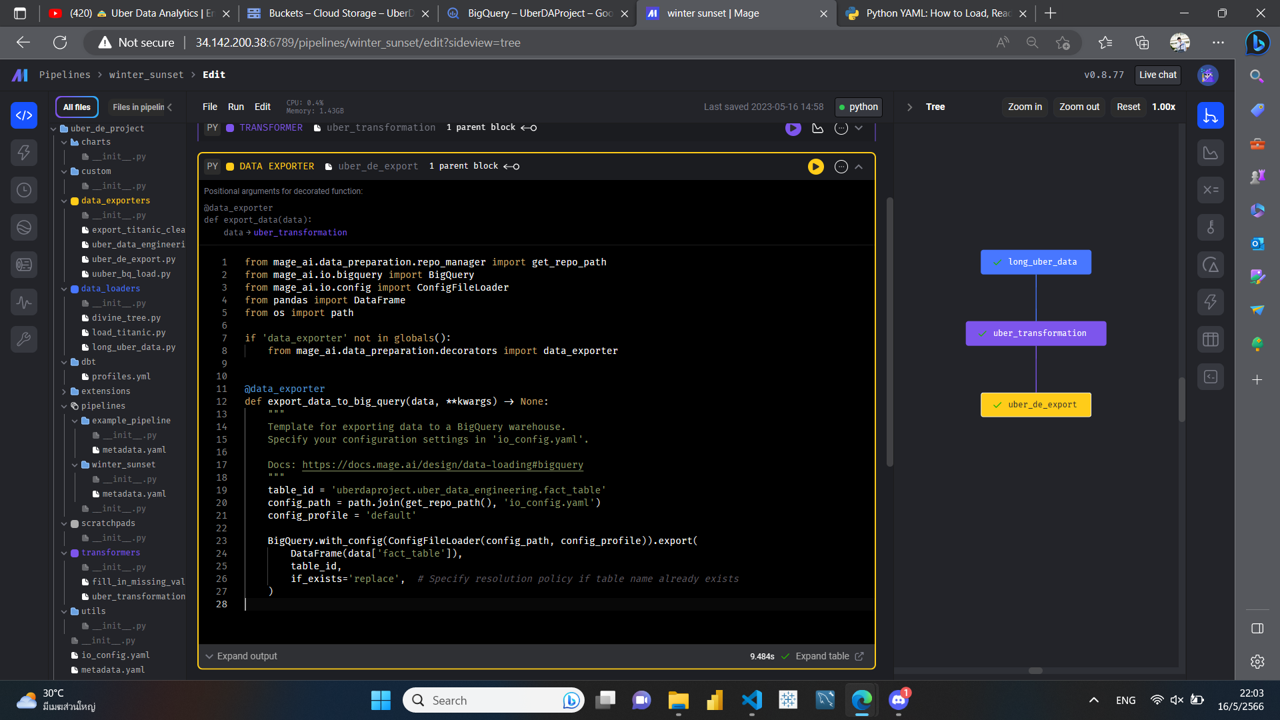 (420) Uber Data Analytics | En
Buckets – Cloud Storage – UberD
BigQuery – UberDAProject – Goo
winter sunset | Mage
Python YAML: How to Load, Read
Not secure 34.142.200.38:6789/pipelines/winter_sunset/edit?sideview=tree
Pipelines > winter_sunset > Edit
v0.8.77 Live chat
All files Files in pipelin
File Run Edit
CPU: 0.4%
Memory: 1.43GB
Last saved 2023-05-16 14:58 python
Tree Zoom in Zoom out Reset 1.00x
uber_de_project
charts
__init__.py
custom
__init__.py
data_exporters
__init__.py
export_titanic_clea
uber_data_engineeri
uber_de_export.py
uuber_bq_load.py
data_loaders
__init__.py
divine_tree.py
load_titanic.py
long_uber_data.py
dbt
profiles.yml
extensions
pipelines
example_pipeline
__init__.py
metadata.yaml
winter_sunset
__init__.py
metadata.yaml
__init__.py
scratchpads
__init__.py
transformers
__init__.py
fill_in_missing_val
uber_transformation
utils
__init__.py
__init__.py
io_config.yaml
metadata.yaml
PY TRANSFORMER uber_transformation 1 parent block
PY DATA EXPORTER uber_de_export 1 parent block
Positional arguments for decorated function:
@data_exporter
def export_data(data):
data → uber_transformation
1 from mage_ai.data_preparation.repo_manager import get_repo_path
2 from mage_ai.io.bigquery import BigQuery
3 from mage_ai.io.config import ConfigFileLoader
4 from pandas import DataFrame
5 from os import path
6
7 if 'data_exporter' not in globals():
8 from mage_ai.data_preparation.decorators import data_exporter
9
10
11 @data_exporter
12 def export_data_to_big_query(data, **kwargs) -> None:
13 """
14 Template for exporting data to a BigQuery warehouse.
15 Specify your configuration settings in 'io_config.yaml'.
16
17 Docs: https://docs.mage.ai/design/data-loading#bigquery
18 """
19 table_id = 'uberdaproject.uber_data_engineering.fact_table'
20 config_path = path.join(get_repo_path(), 'io_config.yaml')
21 config_profile = 'default'
22
23 BigQuery.with_config(ConfigFileLoader(config_path, config_profile)).export(
24 DataFrame(data['fact_table']),
25 table_id,
26 if_exists='replace', # Specify resolution policy if table name already exists
27 )
28
Expand output 9.484s Expand table
long_uber_data
uber_transformation
uber_de_export
30°C
มีเมฆส่วนใหญ่
Search
1
ENG
22:03
16/5/2566